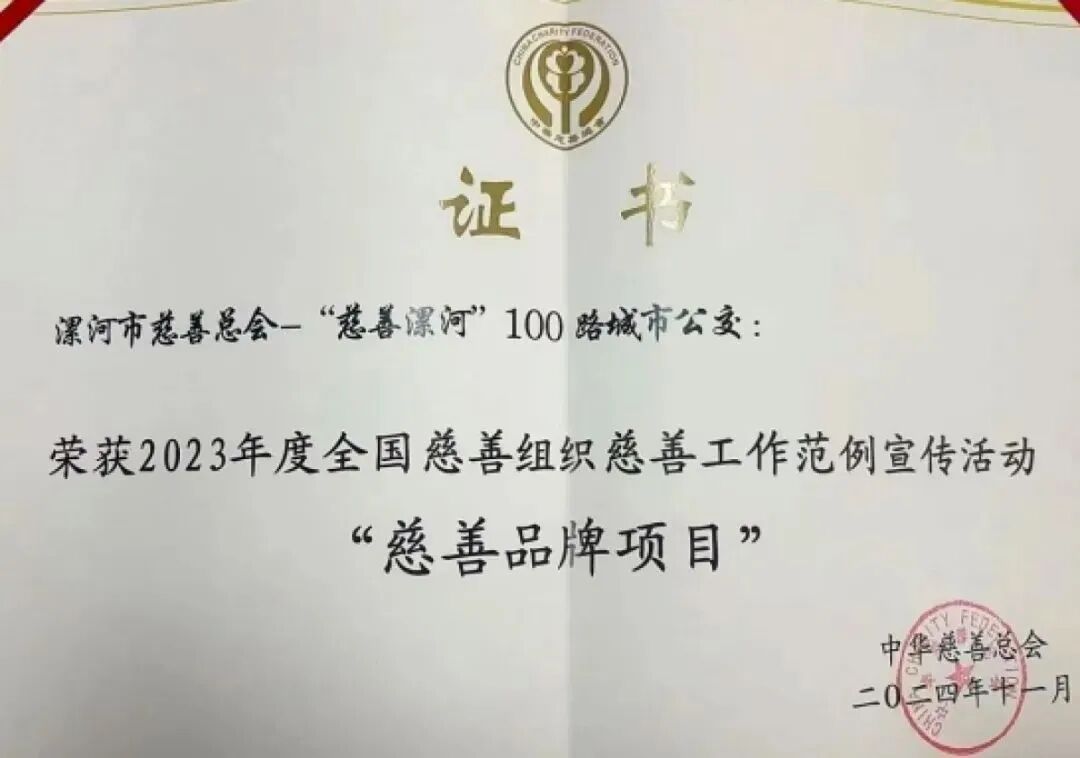 CHINA CHARITY FEDERATION
中华慈善总会
证书
漯河市慈善总会-“慈善漯河”100路城市公交:
荣获2023年度全国慈善组织慈善工作范例宣传活动
“慈善品牌项目”
中华慈善总会
二〇二四年十一月
CHINA CHARITY FEDERATION